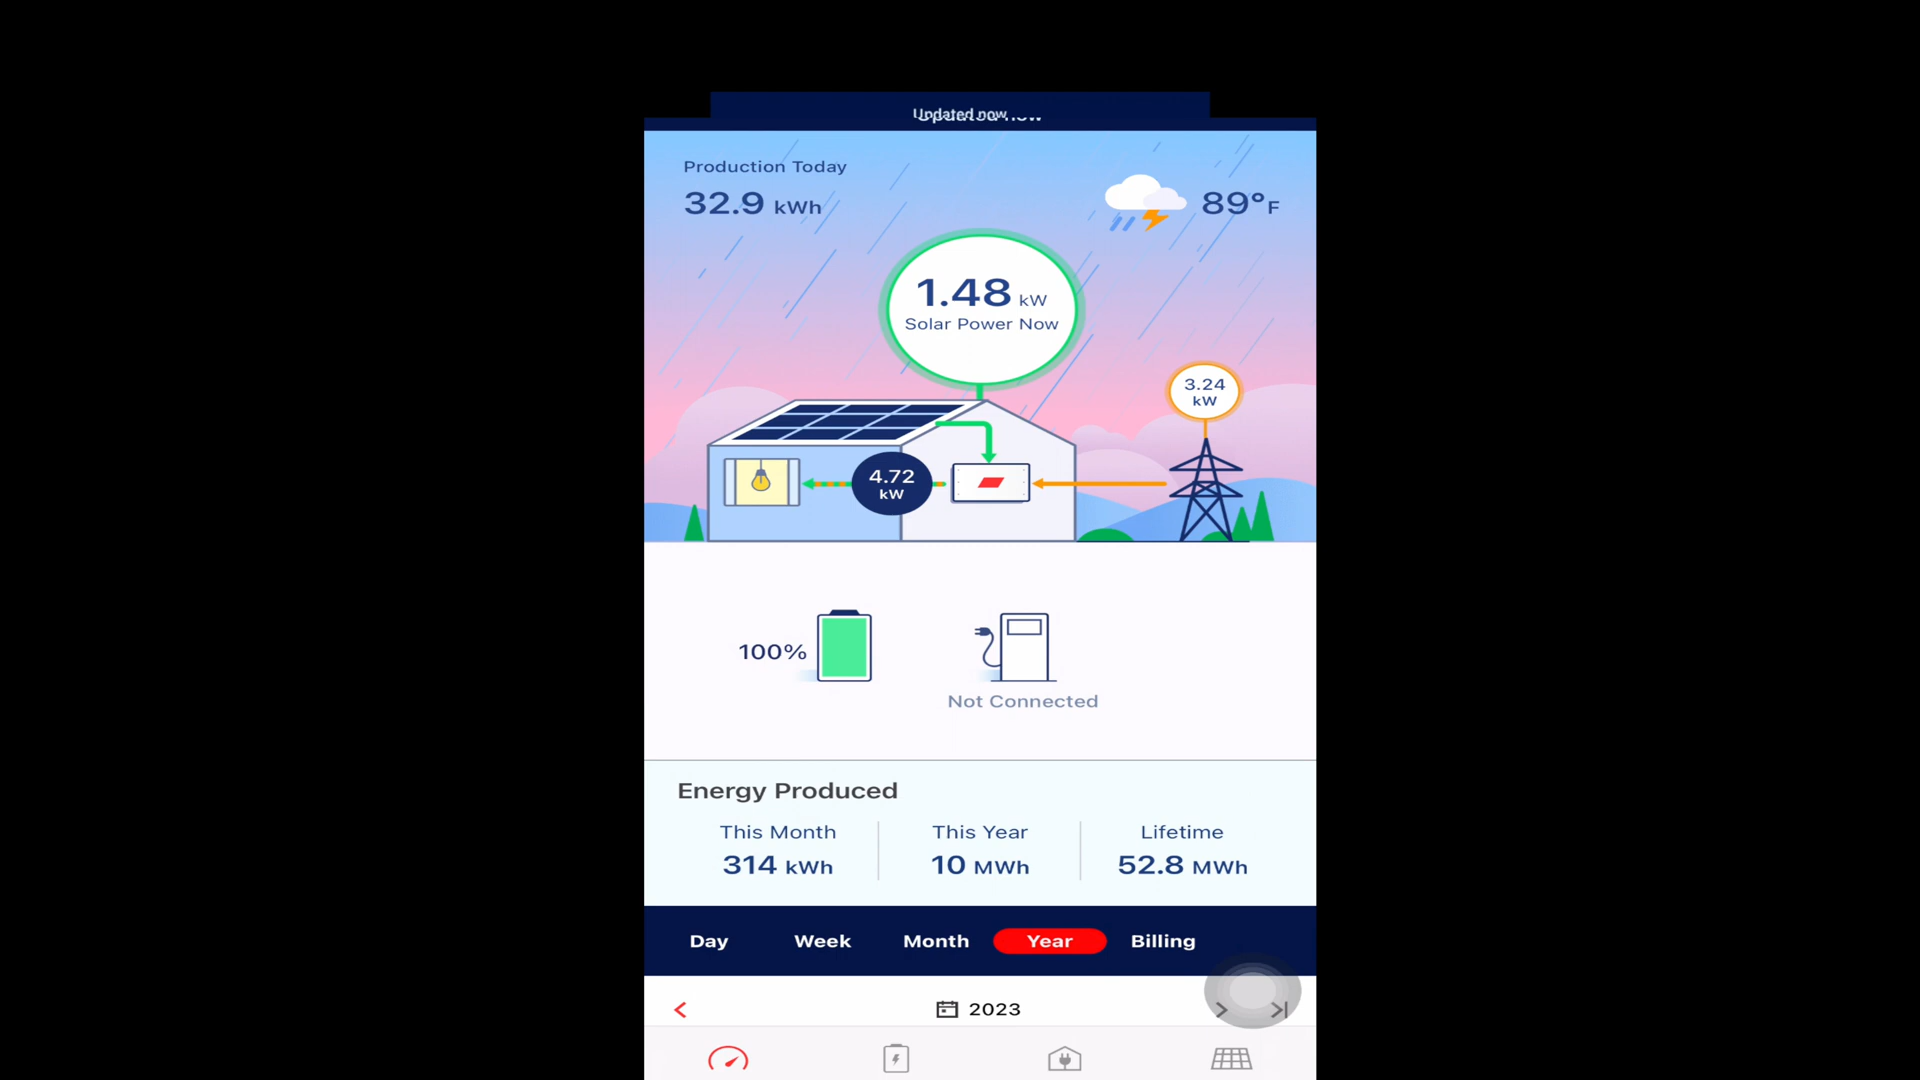 Updated now
Production Today
32.9 kWh
89°F
1.48 kW
Solar Power Now
3.24
kW
4.72
kW
100%
Not Connected
Energy Produced
This Month
This Year
Lifetime
314 kWh
10 MWh
52.8 MWh
Day
Week
Month
Year
Billing
2023